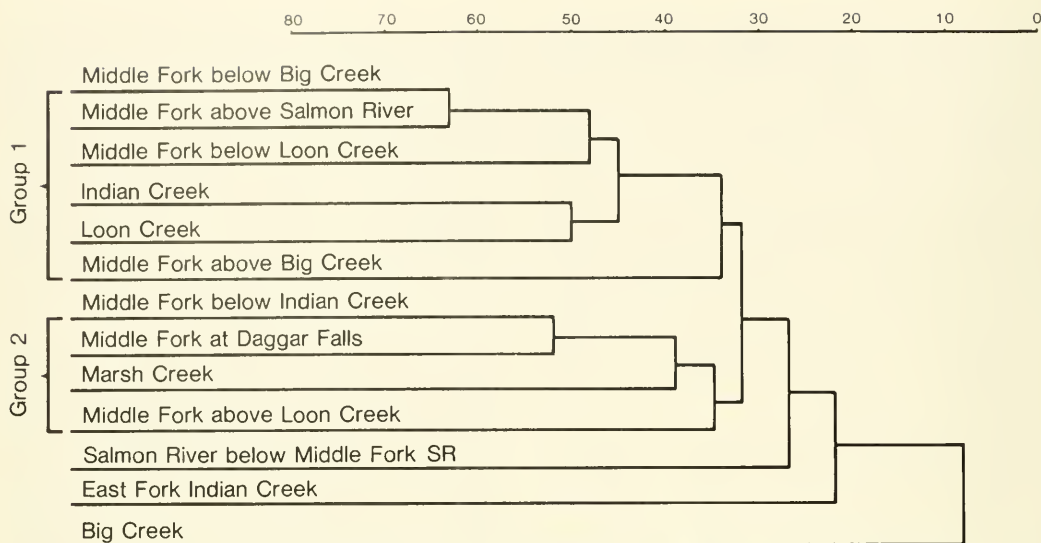 80 70 60 50 40 30 20 10 0
Group 1
Middle Fork below Big Creek
Middle Fork above Salmon River
Middle Fork below Loon Creek
Indian Creek
Loon Creek
Middle Fork above Big Creek
Group 2
Middle Fork below Indian Creek
Middle Fork at Daggar Falls
Marsh Creek
Middle Fork above Loon Creek
Salmon River below Middle Fork SR
East Fork Indian Creek
Big Creek